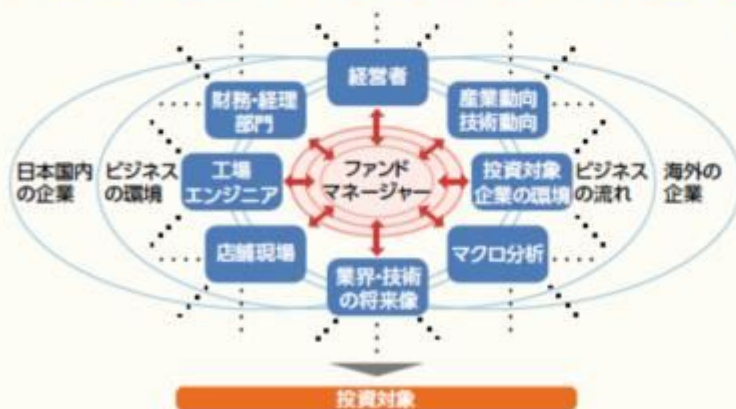 経営者
財務・経理
部門
産業動向
技術動向
日本国内
の企業
ビジネス
の環境
工場
エンジニア
ファンド
マネージャー
投資対象
企業の環境
ビジネス
の流れ
海外の
企業
店舗現場
業界・技術
の将来像
マクロ分析
投資対象